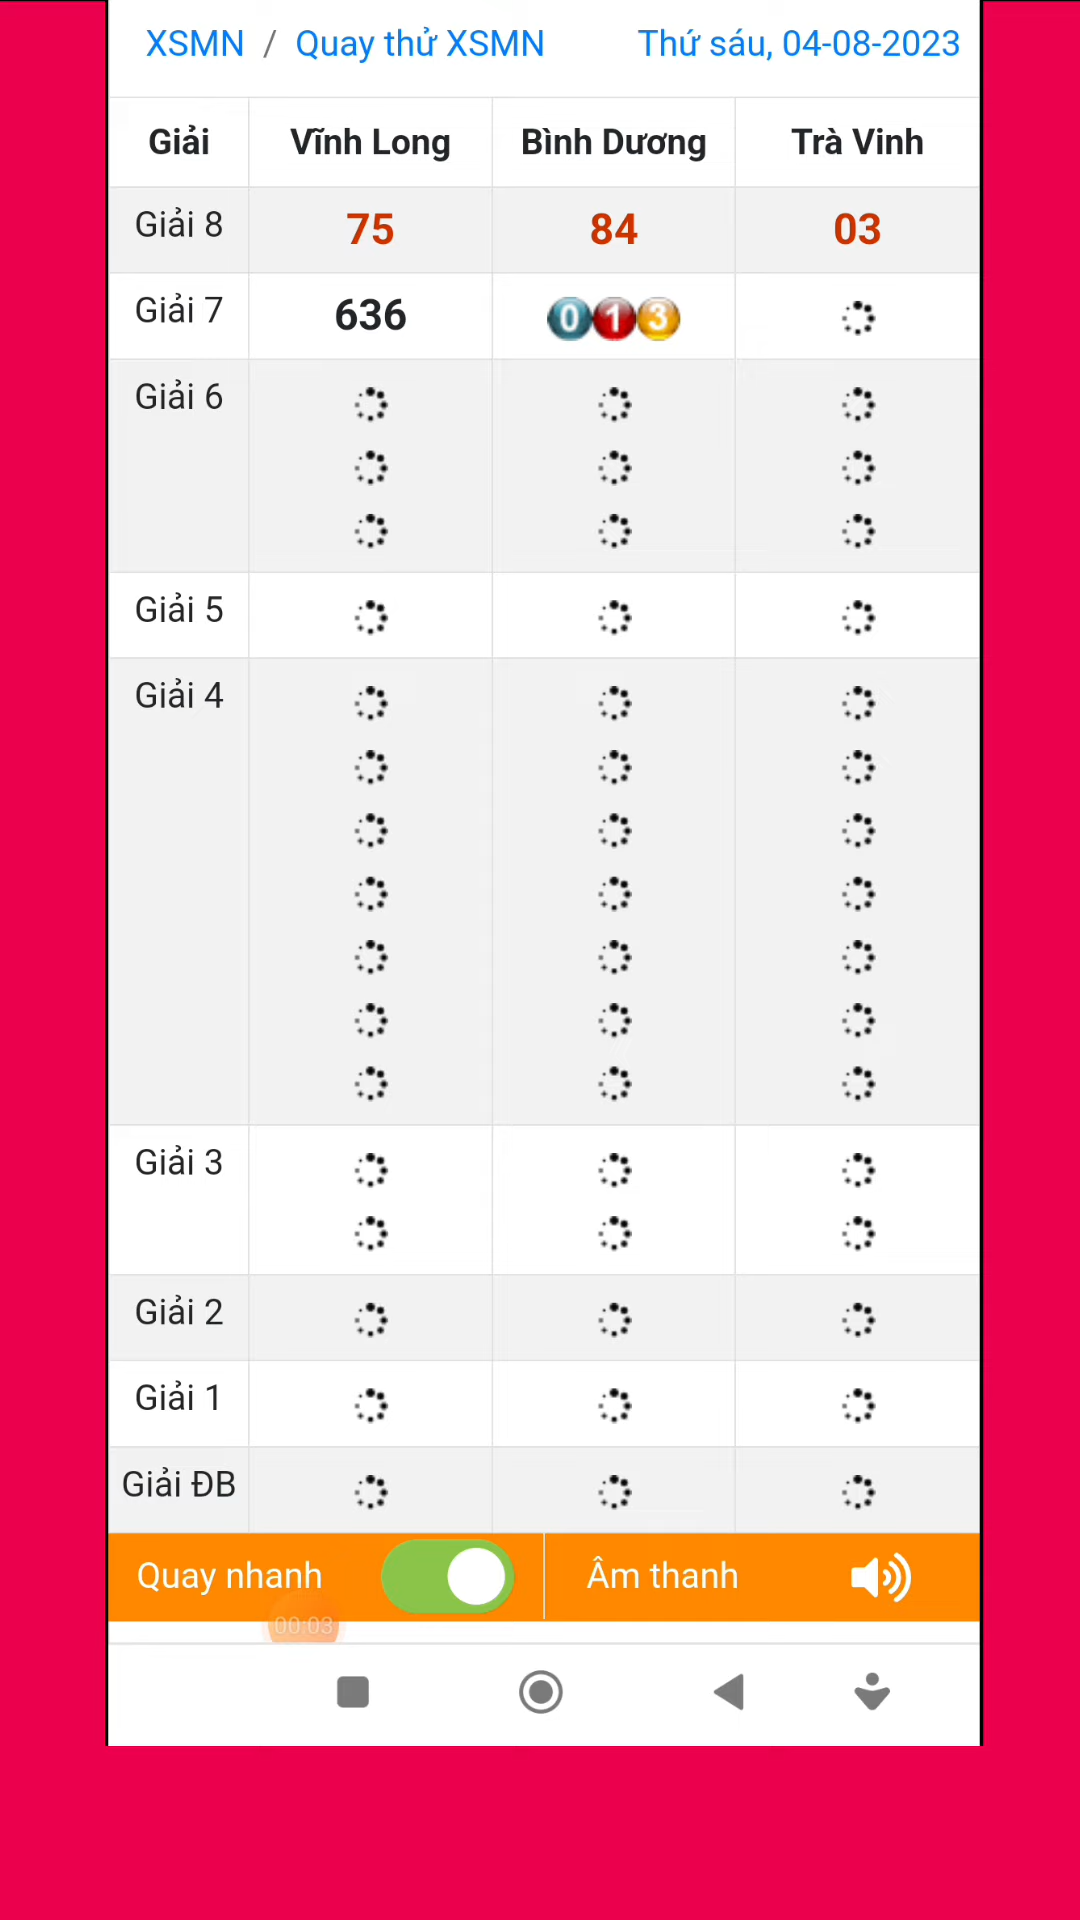 XSMN / Quay thử XSMN Thứ sáu, 04-08-2023
Giải Vĩnh Long Bình Dương Trà Vinh
Giải 8 75 84 03
Giải 7 636 013
Giải 6
Giải 5
Giải 4
Giải 3
Giải 2
Giải 1
Giải ĐB
Quay nhanh Âm thanh
00:03